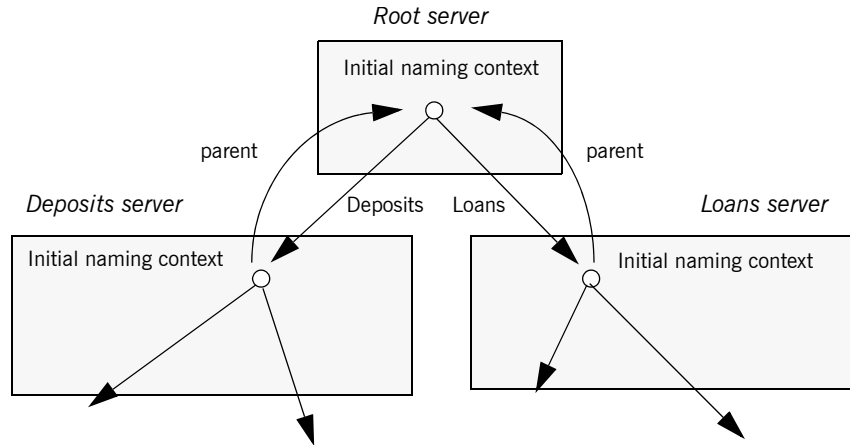 Root server
Initial naming context
parent
parent
Deposits server
Deposits
Loans
Loans server
Initial naming context
Initial naming context